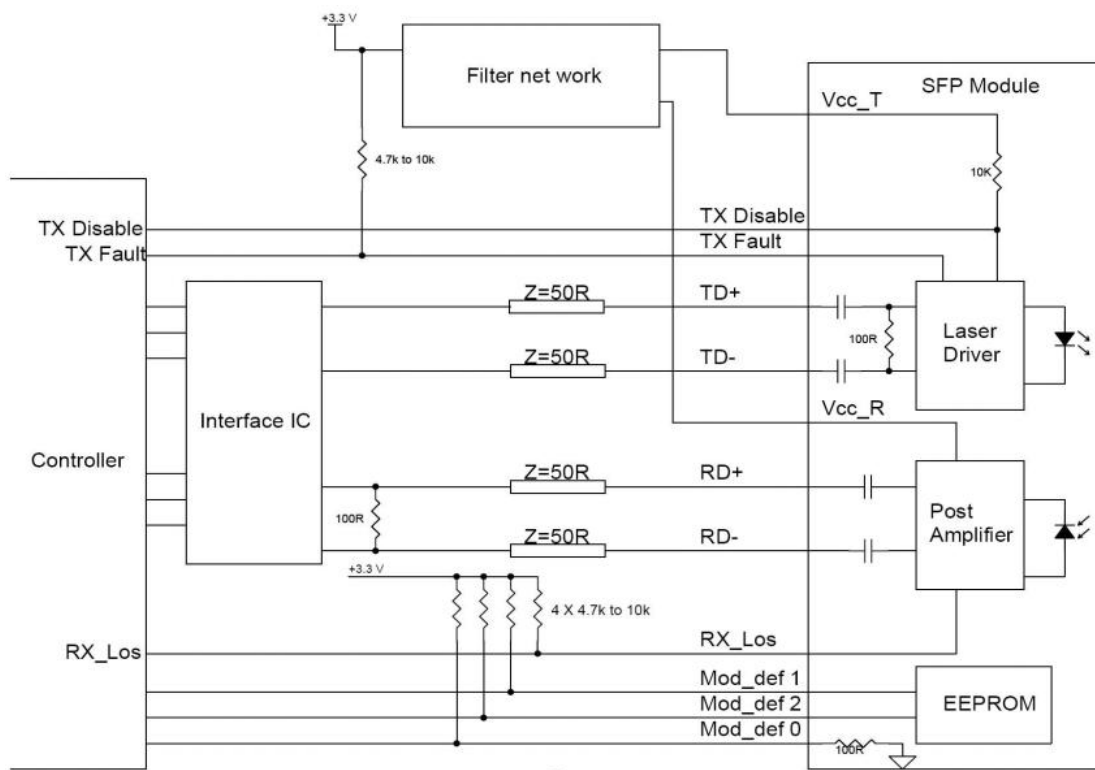 +3.3 V
Filter net work
SFP Module
Vcc_T
4.7k to 10k
10K
TX Disable
TX Disable
TX Fault
TX Fault
Z=50R
TD+
Laser
Driver
100R
Z=50R
TD-
Interface IC
Vcc_R
Controller
Z=50R
RD+
Post
Amplifier
100R
Z=50R
RD-
+3.3 V
4 X 4.7k to 10k
RX_Los
RX_Los
Mod_def 1
EEPROM
Mod_def 2
Mod_def 0
100R